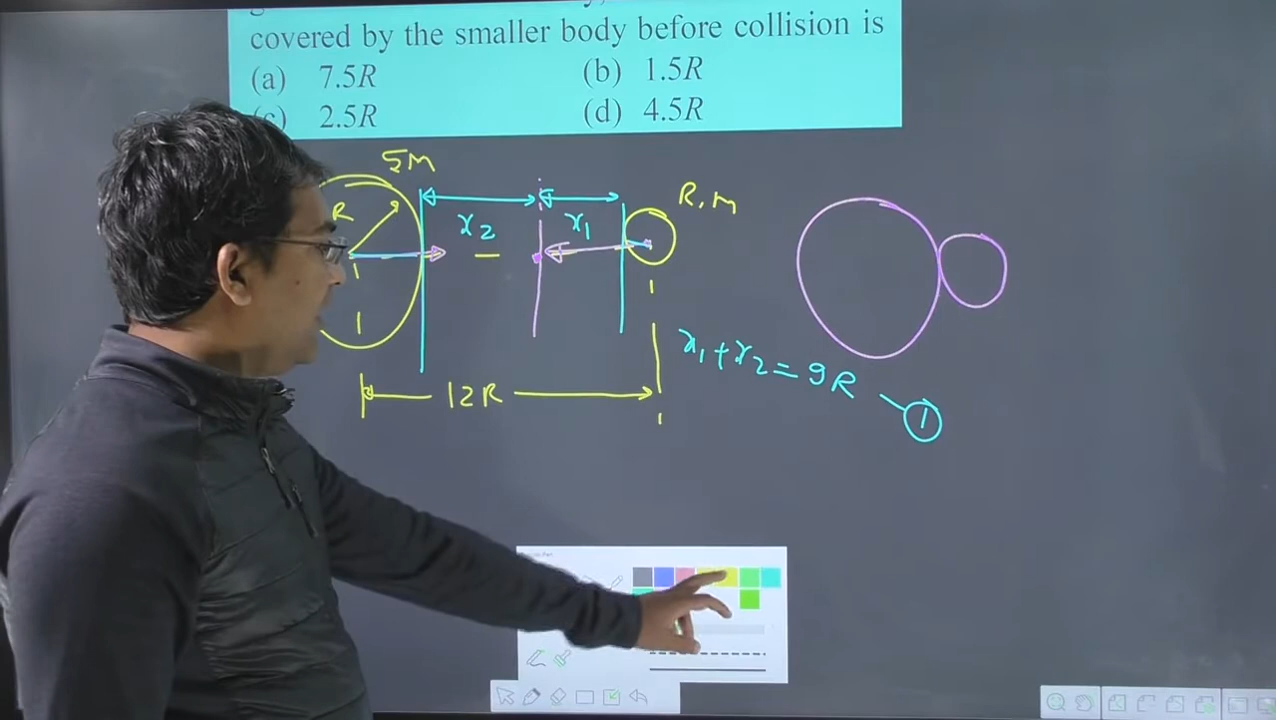 covered by the smaller body before collision is
(a) 7.5R (b) 1.5R
(c) 2.5R (d) 4.5R
5M
R
x2 x1
R, M
12R
x1 + x2 = 9R
1